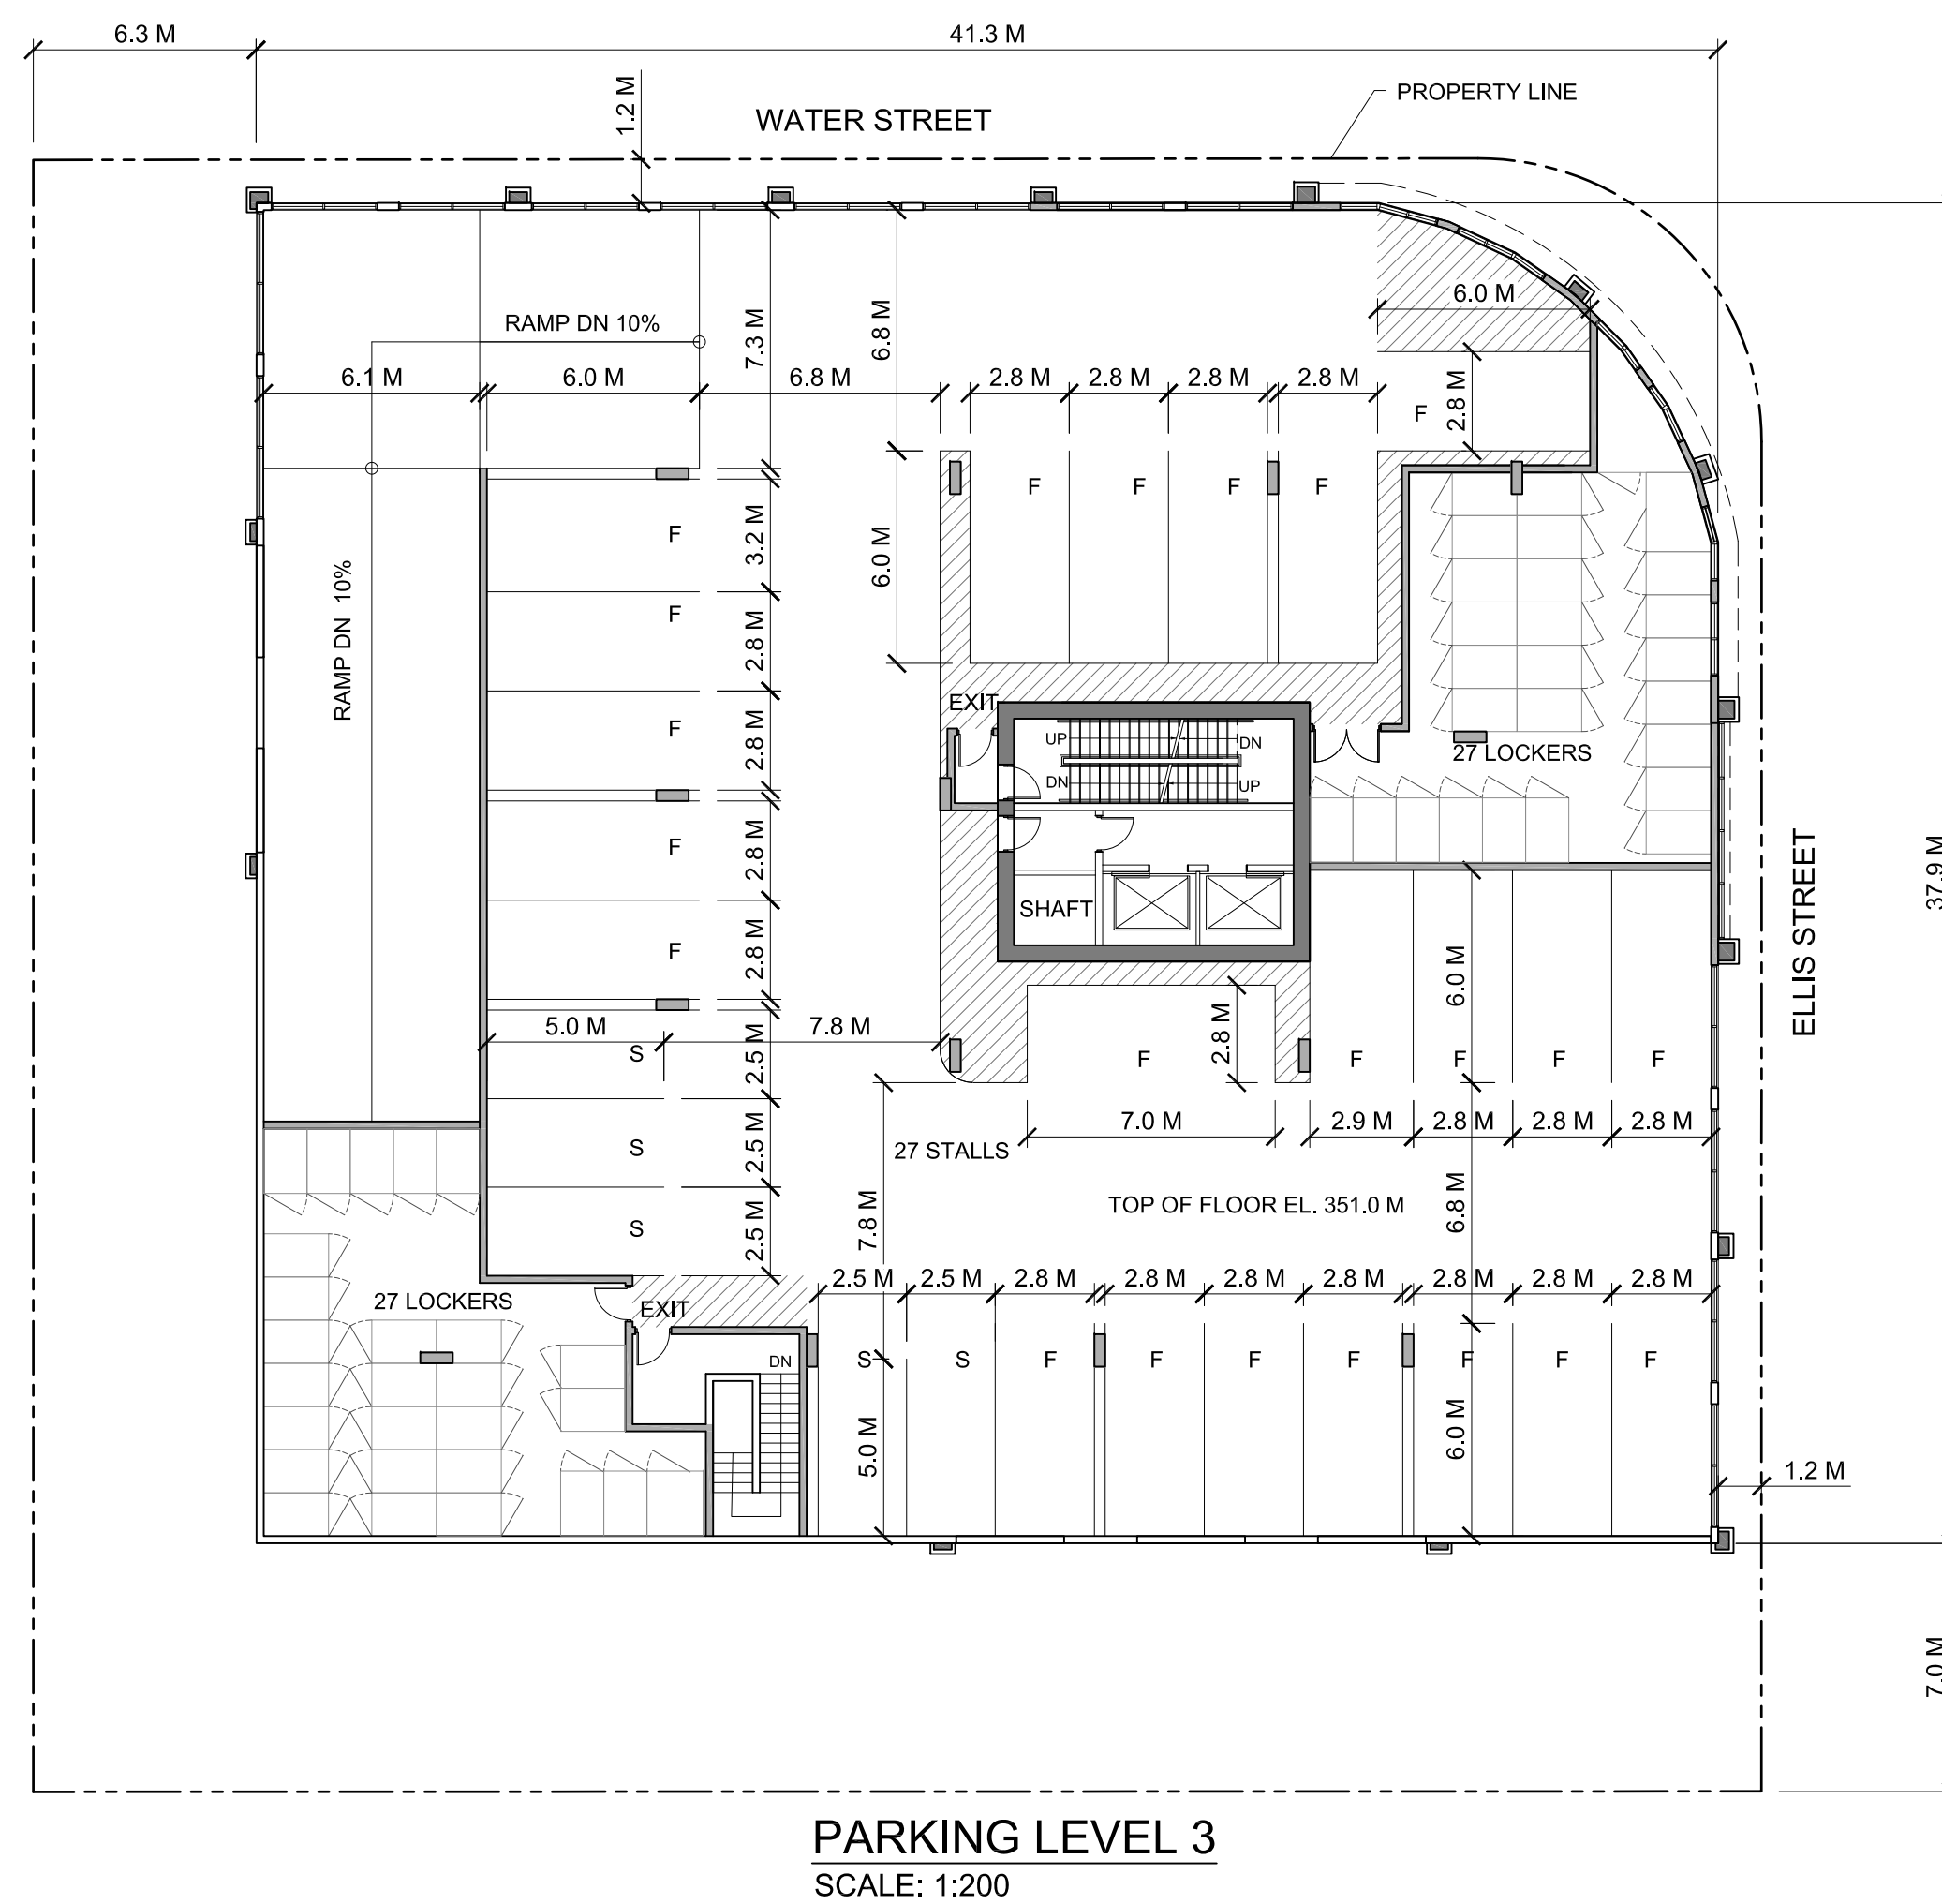 6.3 M
41.3 M
1.2 M
PROPERTY LINE
WATER STREET
6.0 M
RAMP DN 10%
7.3 M
6.8 M
6.1 M
6.0 M
6.8 M
2.8 M
2.8 M
2.8 M
2.8 M
2.8 M
F
F
F
F
F
F
3.2 M
6.0 M
RAMP DN 10%
F
2.8 M
EXIT
F
2.8 M
UP
DN
DN
UP
27 LOCKERS
F
2.8 M
SHAFT
37.9 M
ELLIS STREET
F
2.8 M
6.0 M
5.0 M
7.8 M
S
2.5 M
F
2.8 M
F
F
F
F
7.0 M
2.9 M
2.8 M
2.8 M
2.8 M
S
2.5 M
27 STALLS
TOP OF FLOOR EL. 351.0 M
7.8 M
6.8 M
S
2.5 M
2.5 M
2.5 M
2.8 M
2.8 M
2.8 M
2.8 M
2.8 M
2.8 M
2.8 M
27 LOCKERS
EXIT
DN
S
S
F
F
F
F
F
F
F
5.0 M
6.0 M
1.2 M
7.0 M
PARKING LEVEL 3
SCALE: 1:200